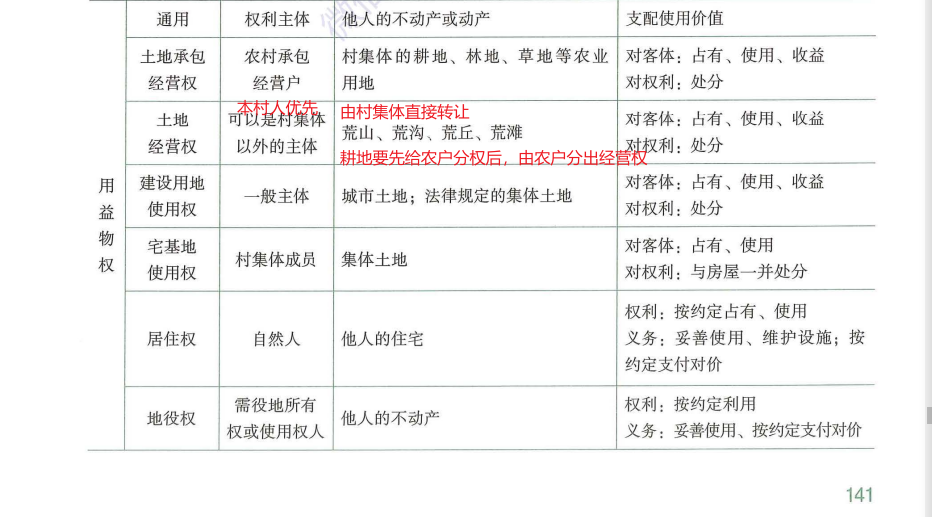 通用 权利主体 他人的不动产或动产 支配使用价值
土地承包 农村承包 村集体的耕地、林地、草地等农业 对客体：占有、使用、收益
经营权 经营户 用地 对权利：处分
本村人优先 由村集体直接转让
土地 可以是村集体 荒山、荒沟、荒丘、荒滩 对客体：占有、使用、收益
经营权 以外的主体 对权利：处分
耕地要先给农户分权后，由农户分出经营权
用益物权
建设用地 一般主体 城市土地；法律规定的集体土地 对客体：占有、使用、收益
使用权 对权利：处分
宅基地 村集体成员 集体土地 对客体：占有、使用
使用权 对权利：与房屋一并处分
居住权 自然人 他人的住宅 权利：按约定占有、使用
义务：妥善使用、维护设施；按
约定支付对价
地役权 需役地所有 他人的不动产 权利：按约定利用
权或使用权人 义务：妥善使用、按约定支付对价
141